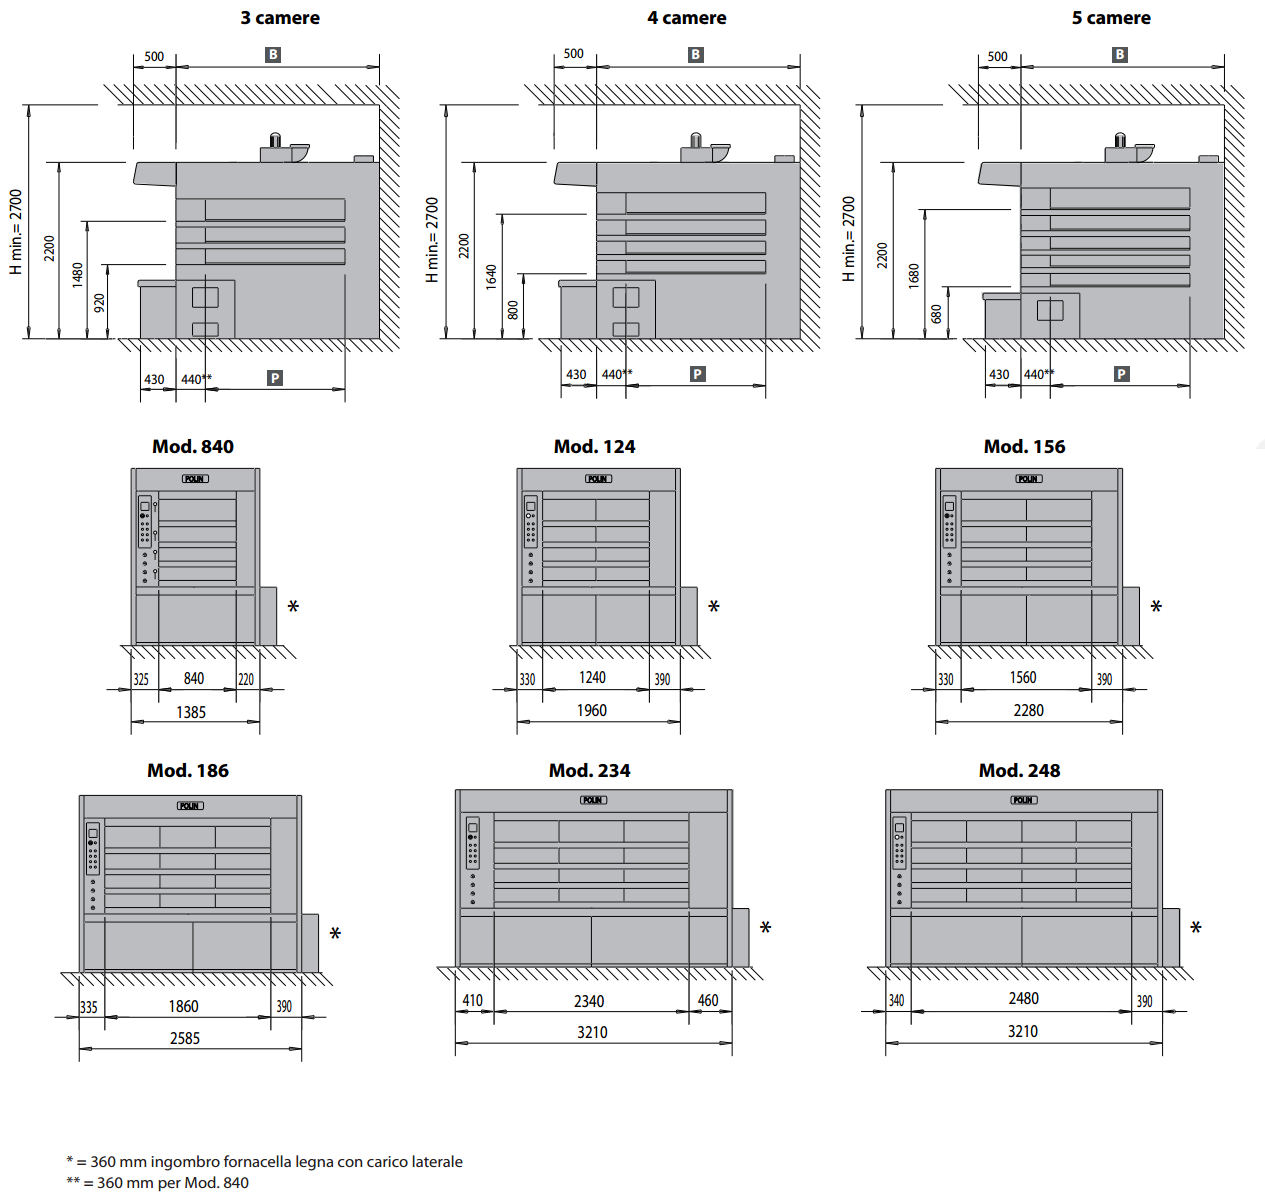 3 camere 4 camere 5 camere
500 B 500 B 500 B
H min.= 2700 2200 1480 920
H min.= 2700 2200 1640 800
H min.= 2700 2200 1680 680
430 440** P 430 440** P 430 440** P
Mod. 840 Mod. 124 Mod. 156
POLIN POLIN POLIN
* * *
325 840 220 330 1240 390 330 1560 390
1385 1960 2280
Mod. 186 Mod. 234 Mod. 248
POLIN POLIN POLIN
* * *
335 1860 390 410 2340 460 340 2480 390
2585 3210 3210
* = 360 mm ingombro fornacella legna con carico laterale
** = 360 mm per Mod. 840